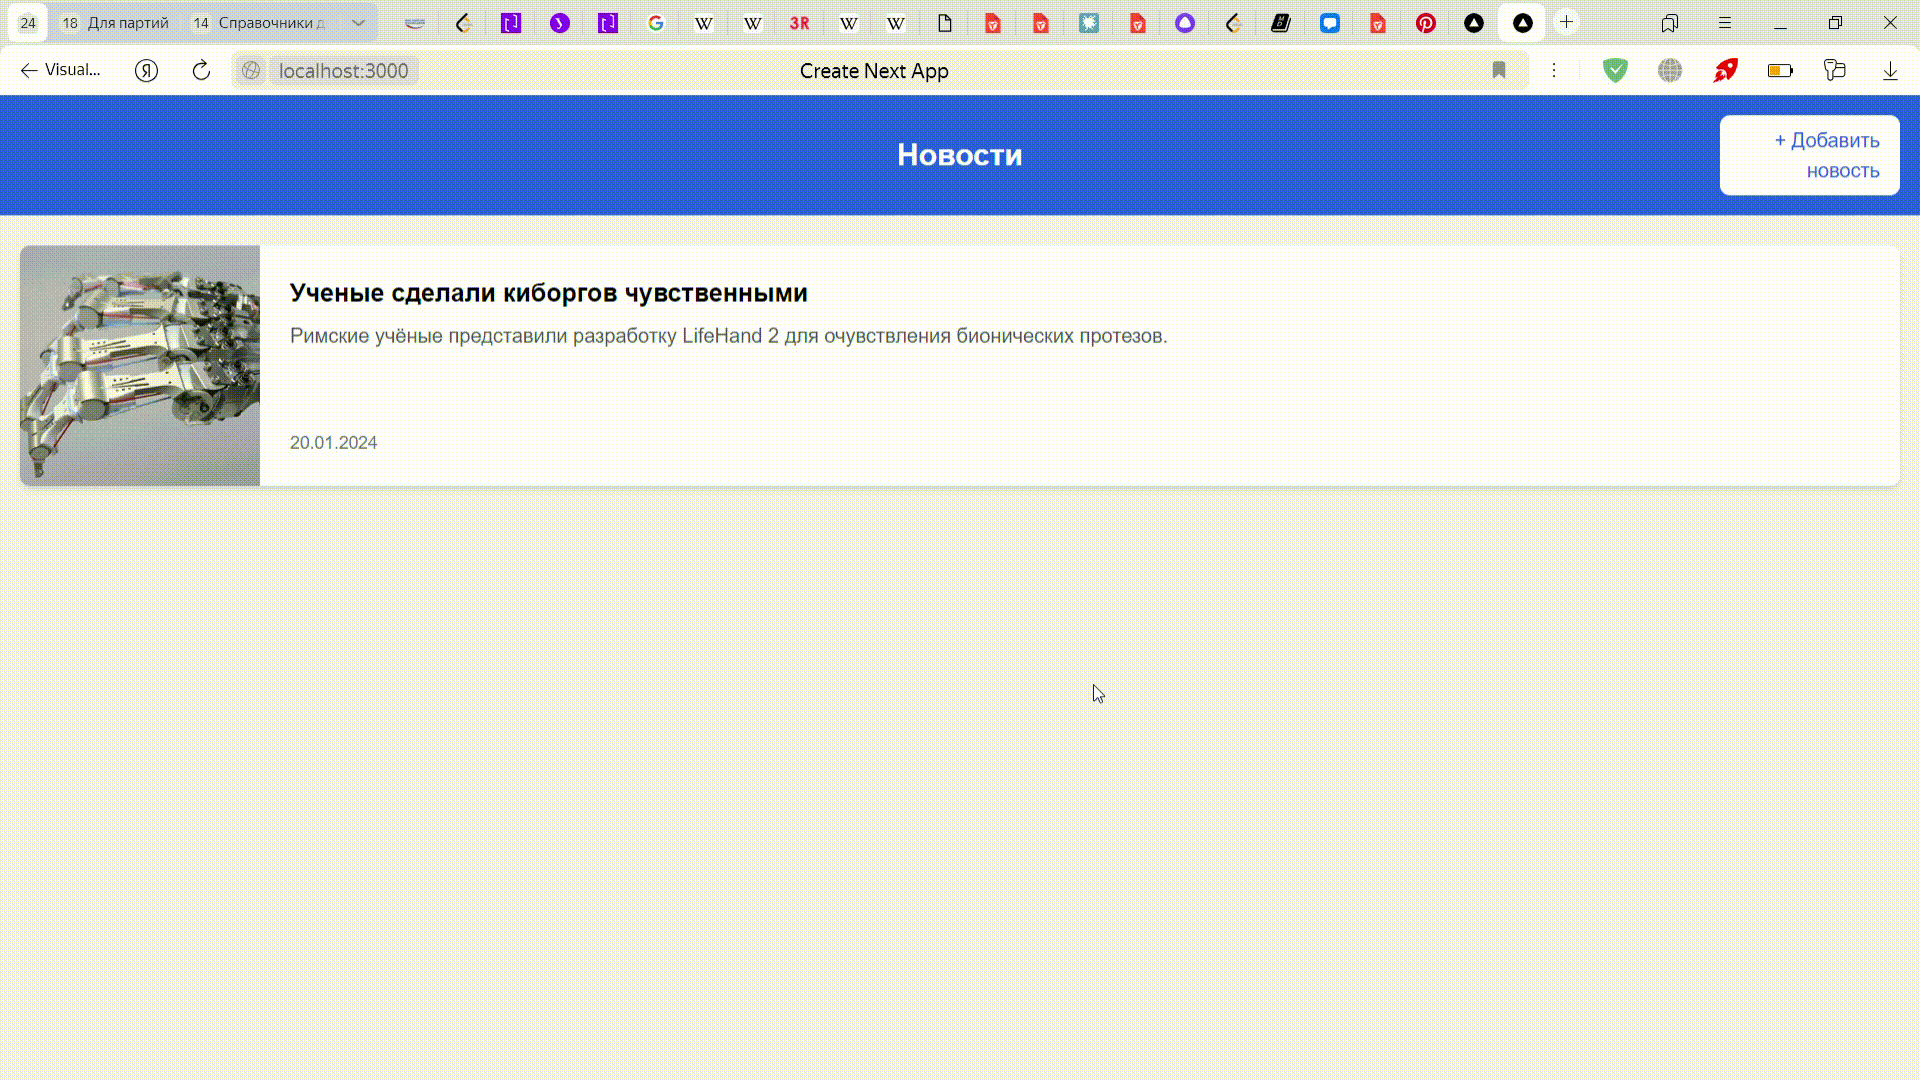 24 18 Для партий 14 Справочники д
Visual... localhost:3000 Create Next App
Новости
+ Добавить
новость
Ученые сделали киборгов чувственными
Римские учёные представили разработку LifeHand 2 для очувствления бионических протезов.
20.01.2024